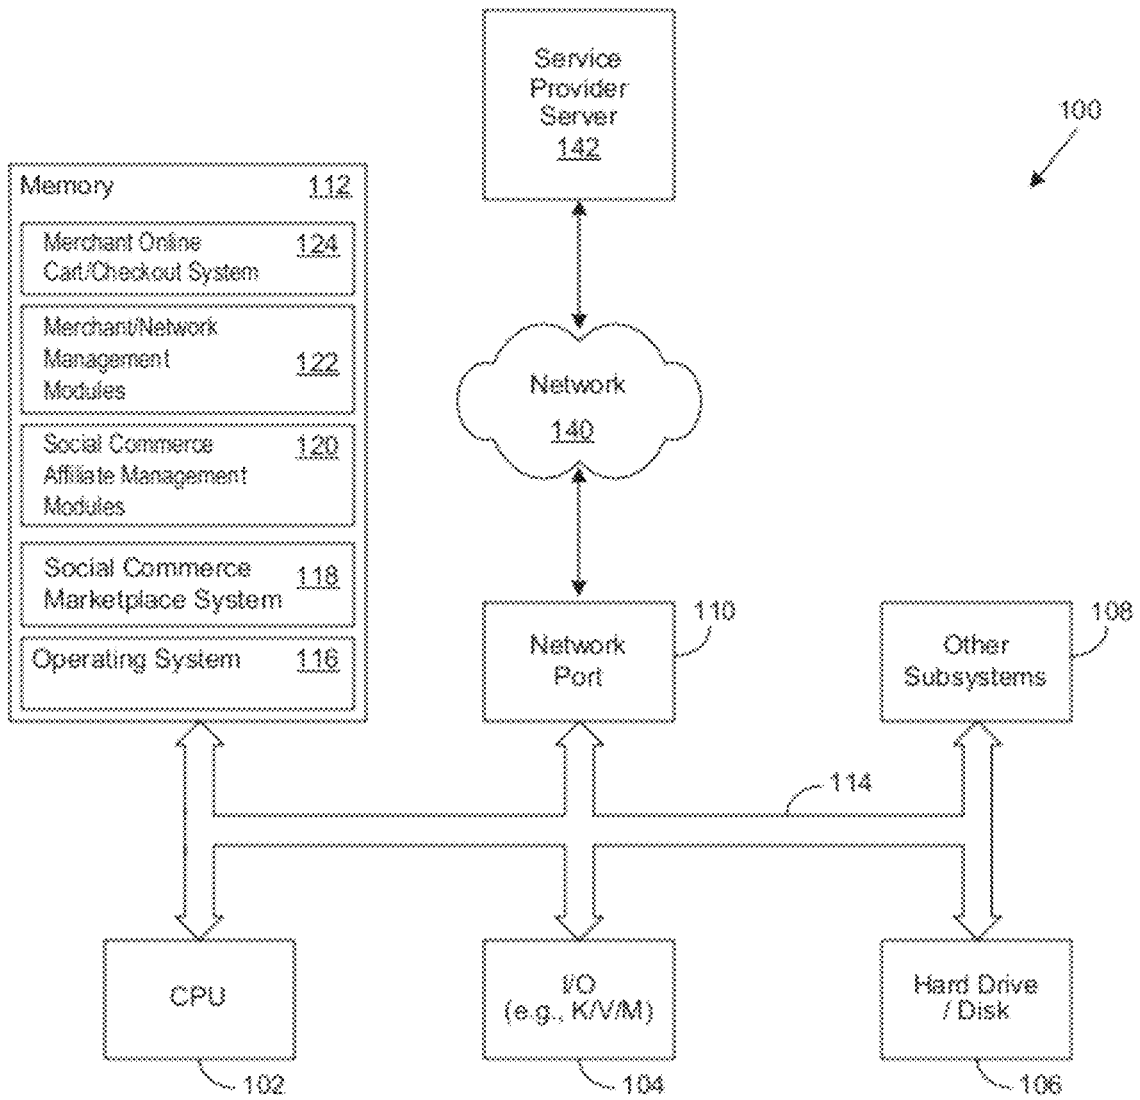 Service
Provider
Server
142
100
Memory 112
Merchant Online 124
Cart/Checkout System
Merchant/Network
Management 122
Modules
Social Commerce 120
Affiliate Management
Modules
Social Commerce 118
Marketplace System
Operating System 116
Network
140
Network
Port
110
Other
Subsystems
108
114
CPU
102
I/O
(e.g., K/V/M)
104
Hard Drive
/ Disk
106